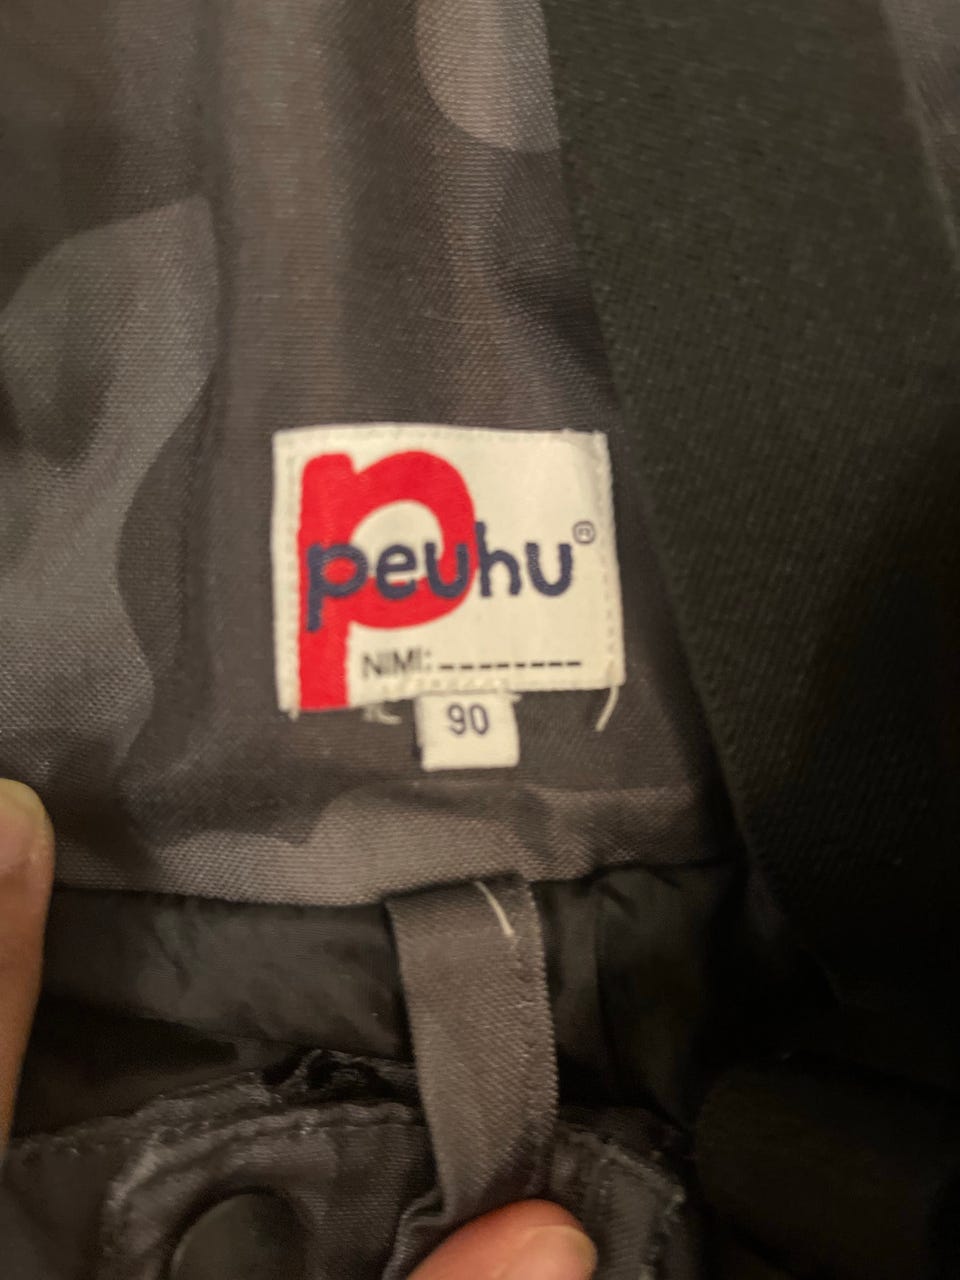 peuhu®
NIMI:_ _ _ _ _ _ _ _
90